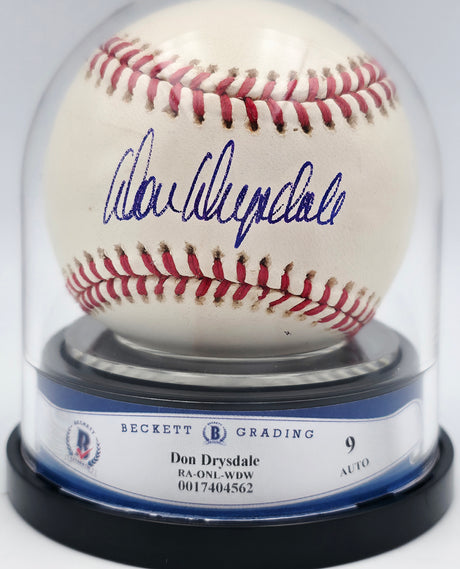 Don Drysdale
BECKETT B GRADING
B
Don Drysdale
RA-ONL-WDW
0017404562
9
AUTO